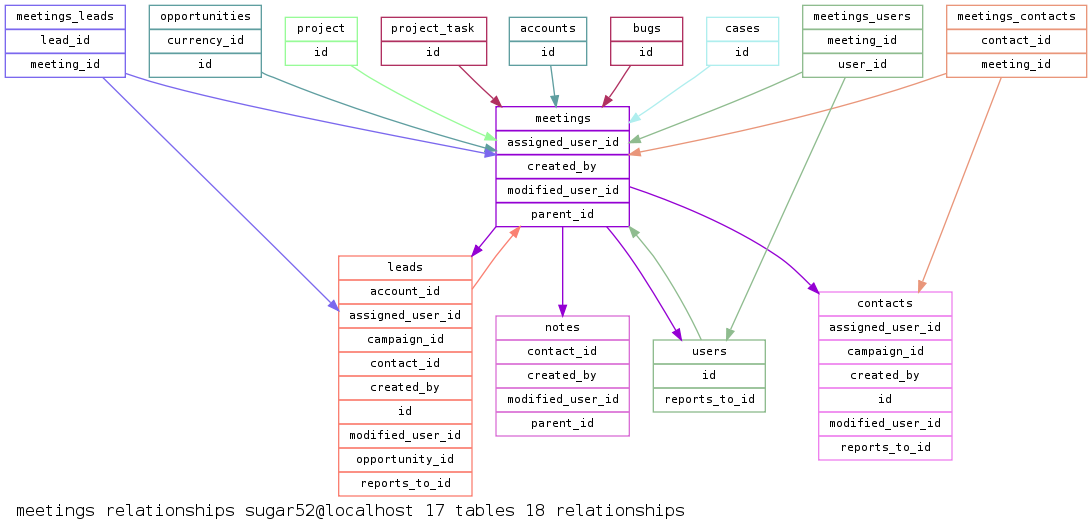 meetings_leads
lead_id
meeting_id
opportunities
currency_id
id
project
id
project_task
id
accounts
id
bugs
id
cases
id
meetings_users
meeting_id
user_id
meetings_contacts
contact_id
meeting_id
meetings
assigned_user_id
created_by
modified_user_id
parent_id
leads
account_id
assigned_user_id
campaign_id
contact_id
created_by
id
modified_user_id
opportunity_id
reports_to_id
notes
contact_id
created_by
modified_user_id
parent_id
users
id
reports_to_id
contacts
assigned_user_id
campaign_id
created_by
id
modified_user_id
reports_to_id
meetings relationships sugar52@localhost 17 tables 18 relationships